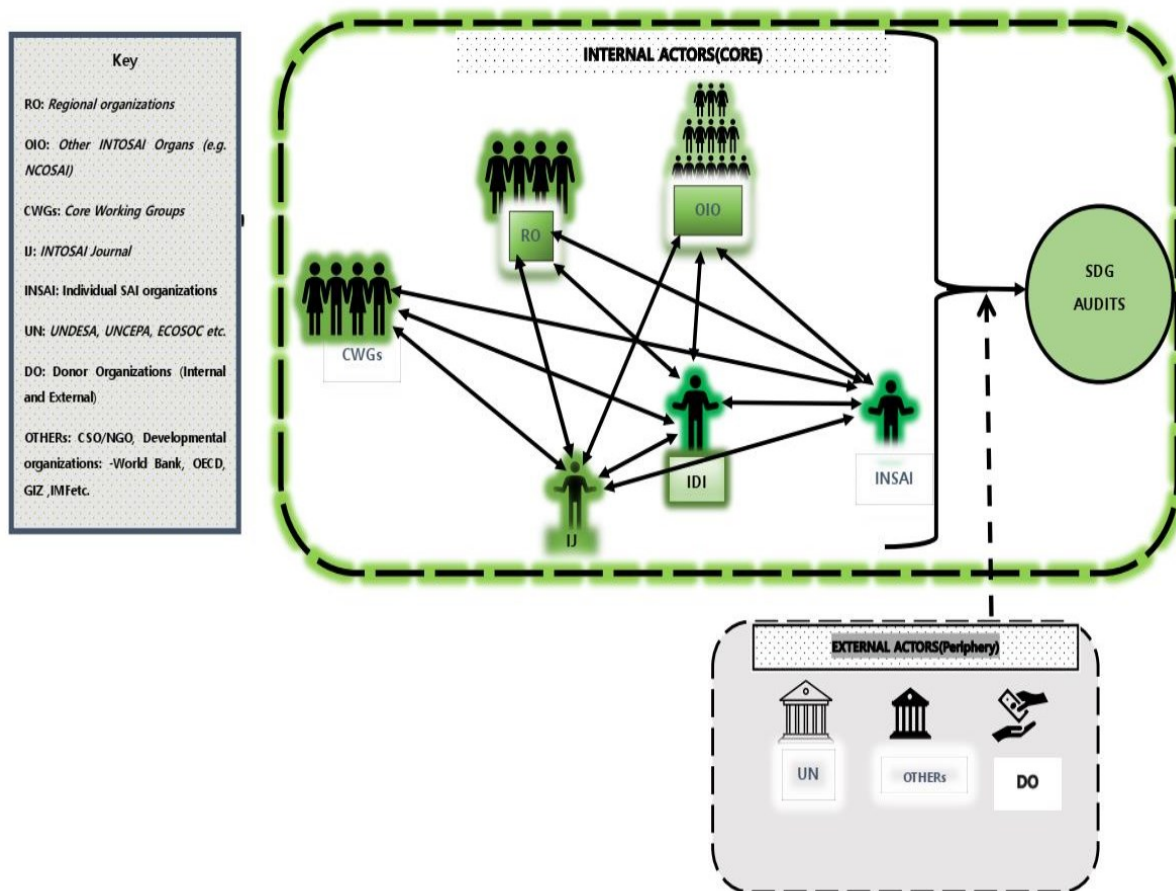 Key
RO: Regional organizations
OIO: Other INTOSAI Organs (e.g.
NCOSAI)
CWGs: Core Working Groups
IJ: INTOSAI Journal
INSAI: Individual SAI organizations
UN: UNDESA, UNCEPA, ECOSOC etc.
DO: Donor Organizations (Internal
and External)
OTHERs: CSO/NGO, Developmental
organizations: -World Bank, OECD,
GIZ ,IMFetc.
INTERNAL ACTORS(CORE)
OIO
RO
CWGs
IDI
INSAI
IJ
SDG
AUDITS
EXTERNAL ACTORS(Periphery)
UN
OTHERs
DO